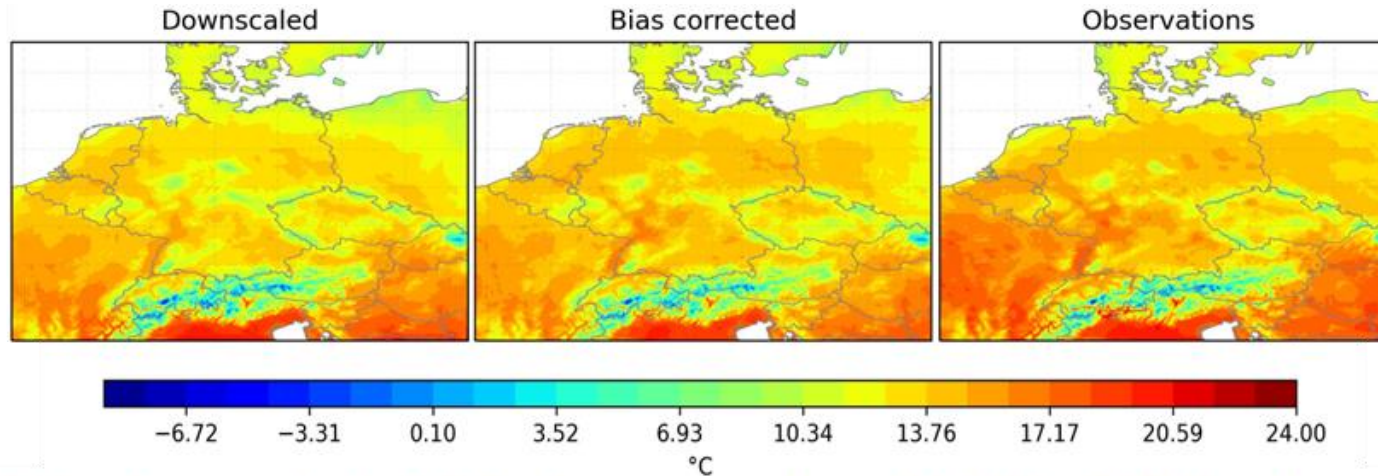 Downscaled Bias corrected Observations
−6.72 −3.31 0.10 3.52 6.93 10.34 13.76 17.17 20.59 24.00
°C